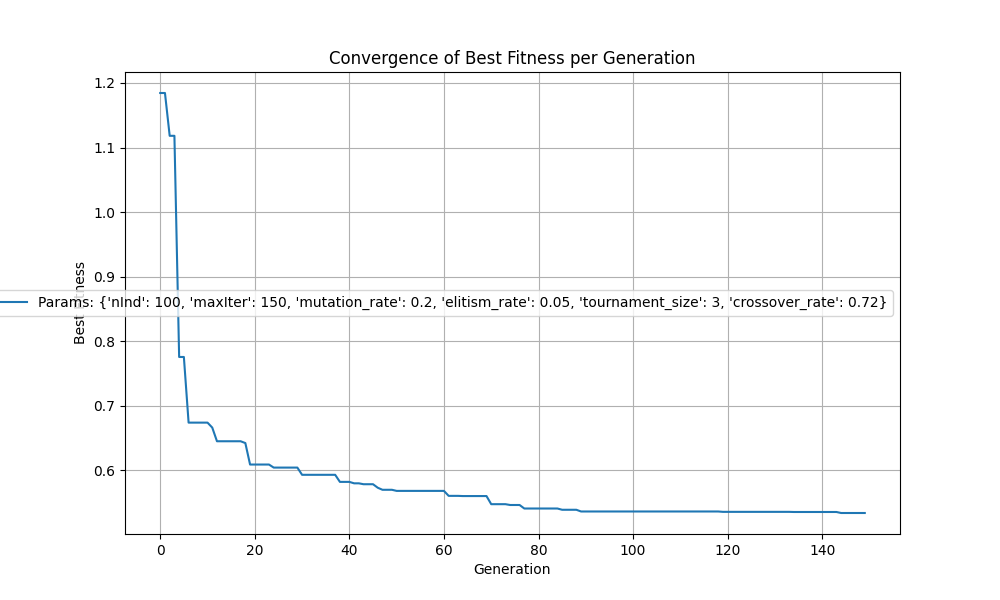 Convergence of Best Fitness per Generation
1.2
1.1
1.0
0.9
0.8
0.7
0.6
Best
ness
Params: {'nInd': 100, 'maxIter': 150, 'mutation_rate': 0.2, 'elitism_rate': 0.05, 'tournament_size': 3, 'crossover_rate': 0.72}
0 20 40 60 80 100 120 140
Generation